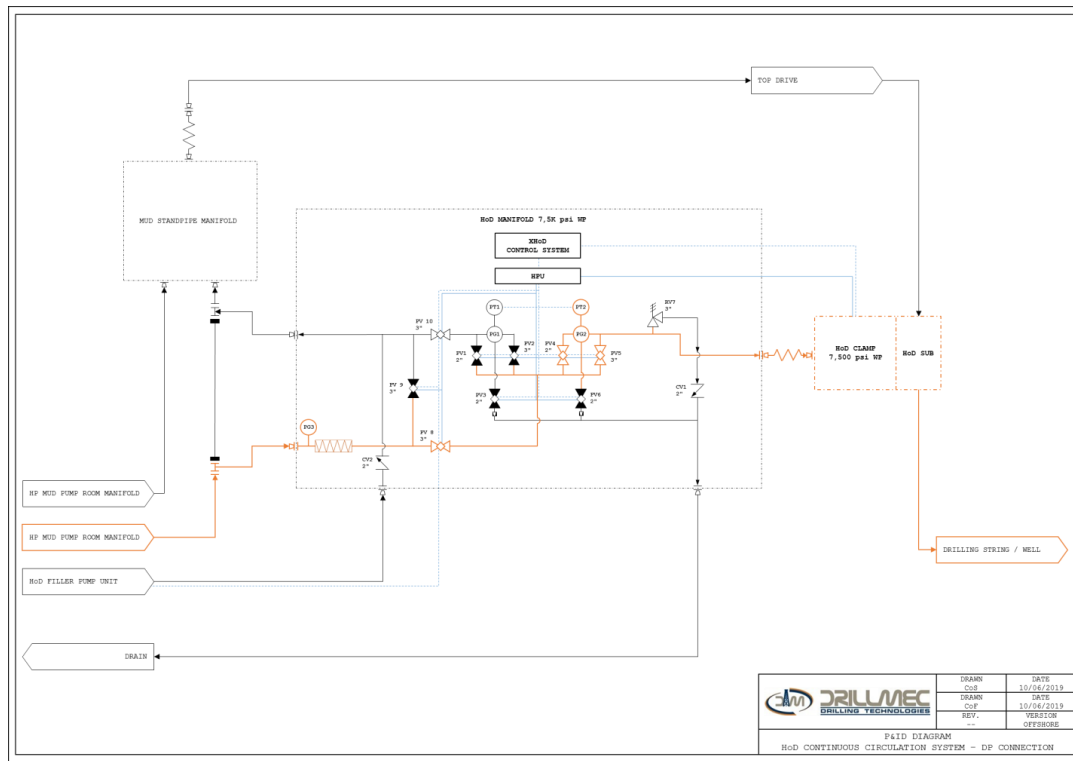 TOP DRIVE
MUD STANDPIPE MANIFOLD
HoD MANIFOLD 7,5K psi WP
XHoD
CONTROL SYSTEM
HPU
PT1
PT2
RV7
3"
PV 10
3"
PG1
PG2
PV1
2"
PV2
3"
PV4
2"
PV5
3"
HoD CLAMP
7,500 psi WP
HoD SUB
PV 9
3"
PV3
2"
PV6
2"
CV1
2"
PG3
PV 8
3"
CV2
2"
HP MUD PUMP ROOM MANIFOLD
HP MUD PUMP ROOM MANIFOLD
DRILLING STRING / WELL
HoD FILLER PUMP UNIT
DRAIN
DRILLMEC
DRILLING TECHNOLOGIES
DRAWN
CoS
DATE
10/06/2019
DRAWN
CoF
DATE
10/06/2019
REV.
--
VERSION
OFFSHORE
P&ID DIAGRAM
HoD CONTINUOUS CIRCULATION SYSTEM - DP CONNECTION